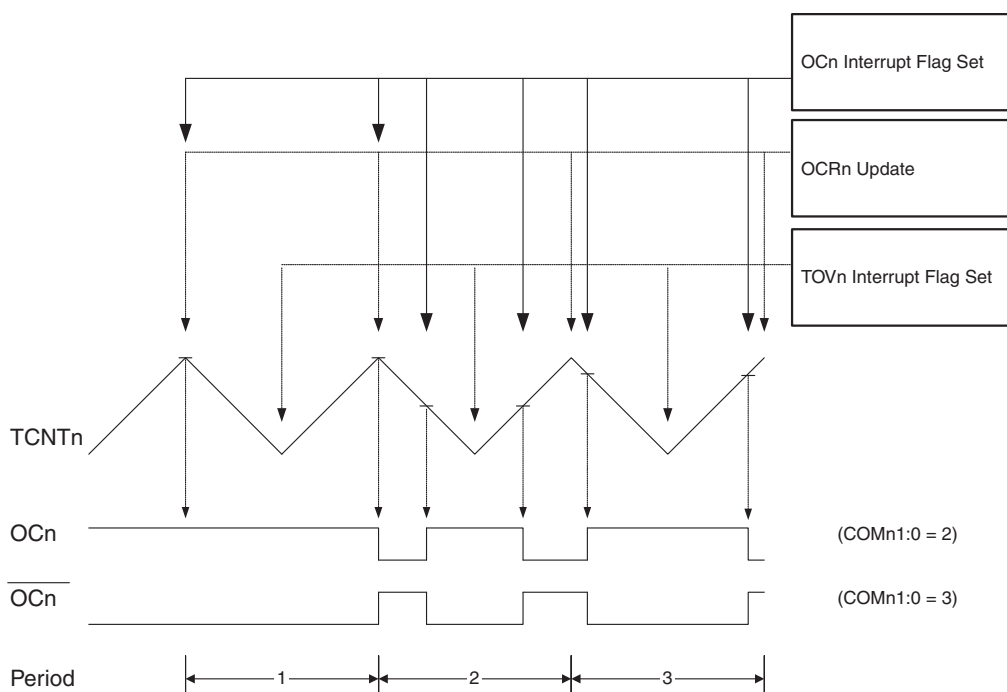 OCn Interrupt Flag Set
OCRn Update
TOVn Interrupt Flag Set
TCNTn
OCn
(COMn1:0 = 2)
OCn
(COMn1:0 = 3)
Period
1
2
3